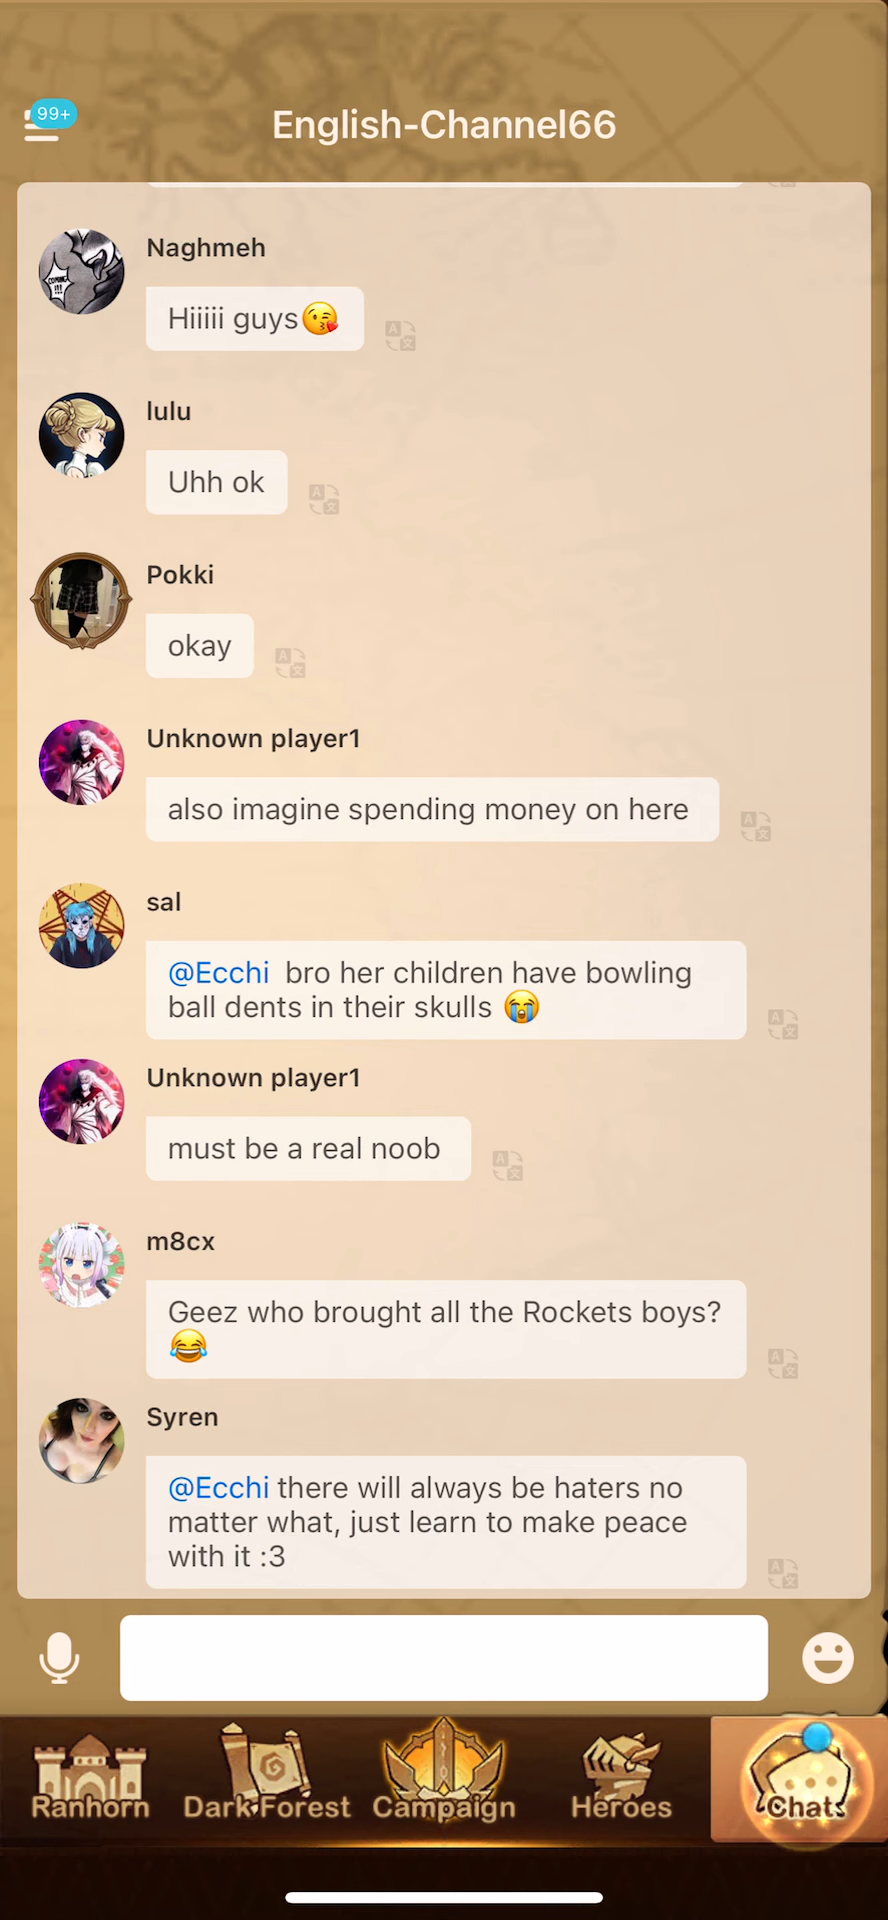 99+
English-Channel66
Naghmeh
COMING
!!!
Hiiiii guys😘
lulu
Uhh ok
Pokki
okay
Unknown player1
also imagine spending money on here
sal
@Ecchi  bro her children have bowling
ball dents in their skulls 😭
Unknown player1
must be a real noob
m8cx
Geez who brought all the Rockets boys?
😂
Syren
@Ecchi there will always be haters no
matter what, just learn to make peace
with it :3
Ranhorn
Dark Forest
Campaign
Heroes
Chats